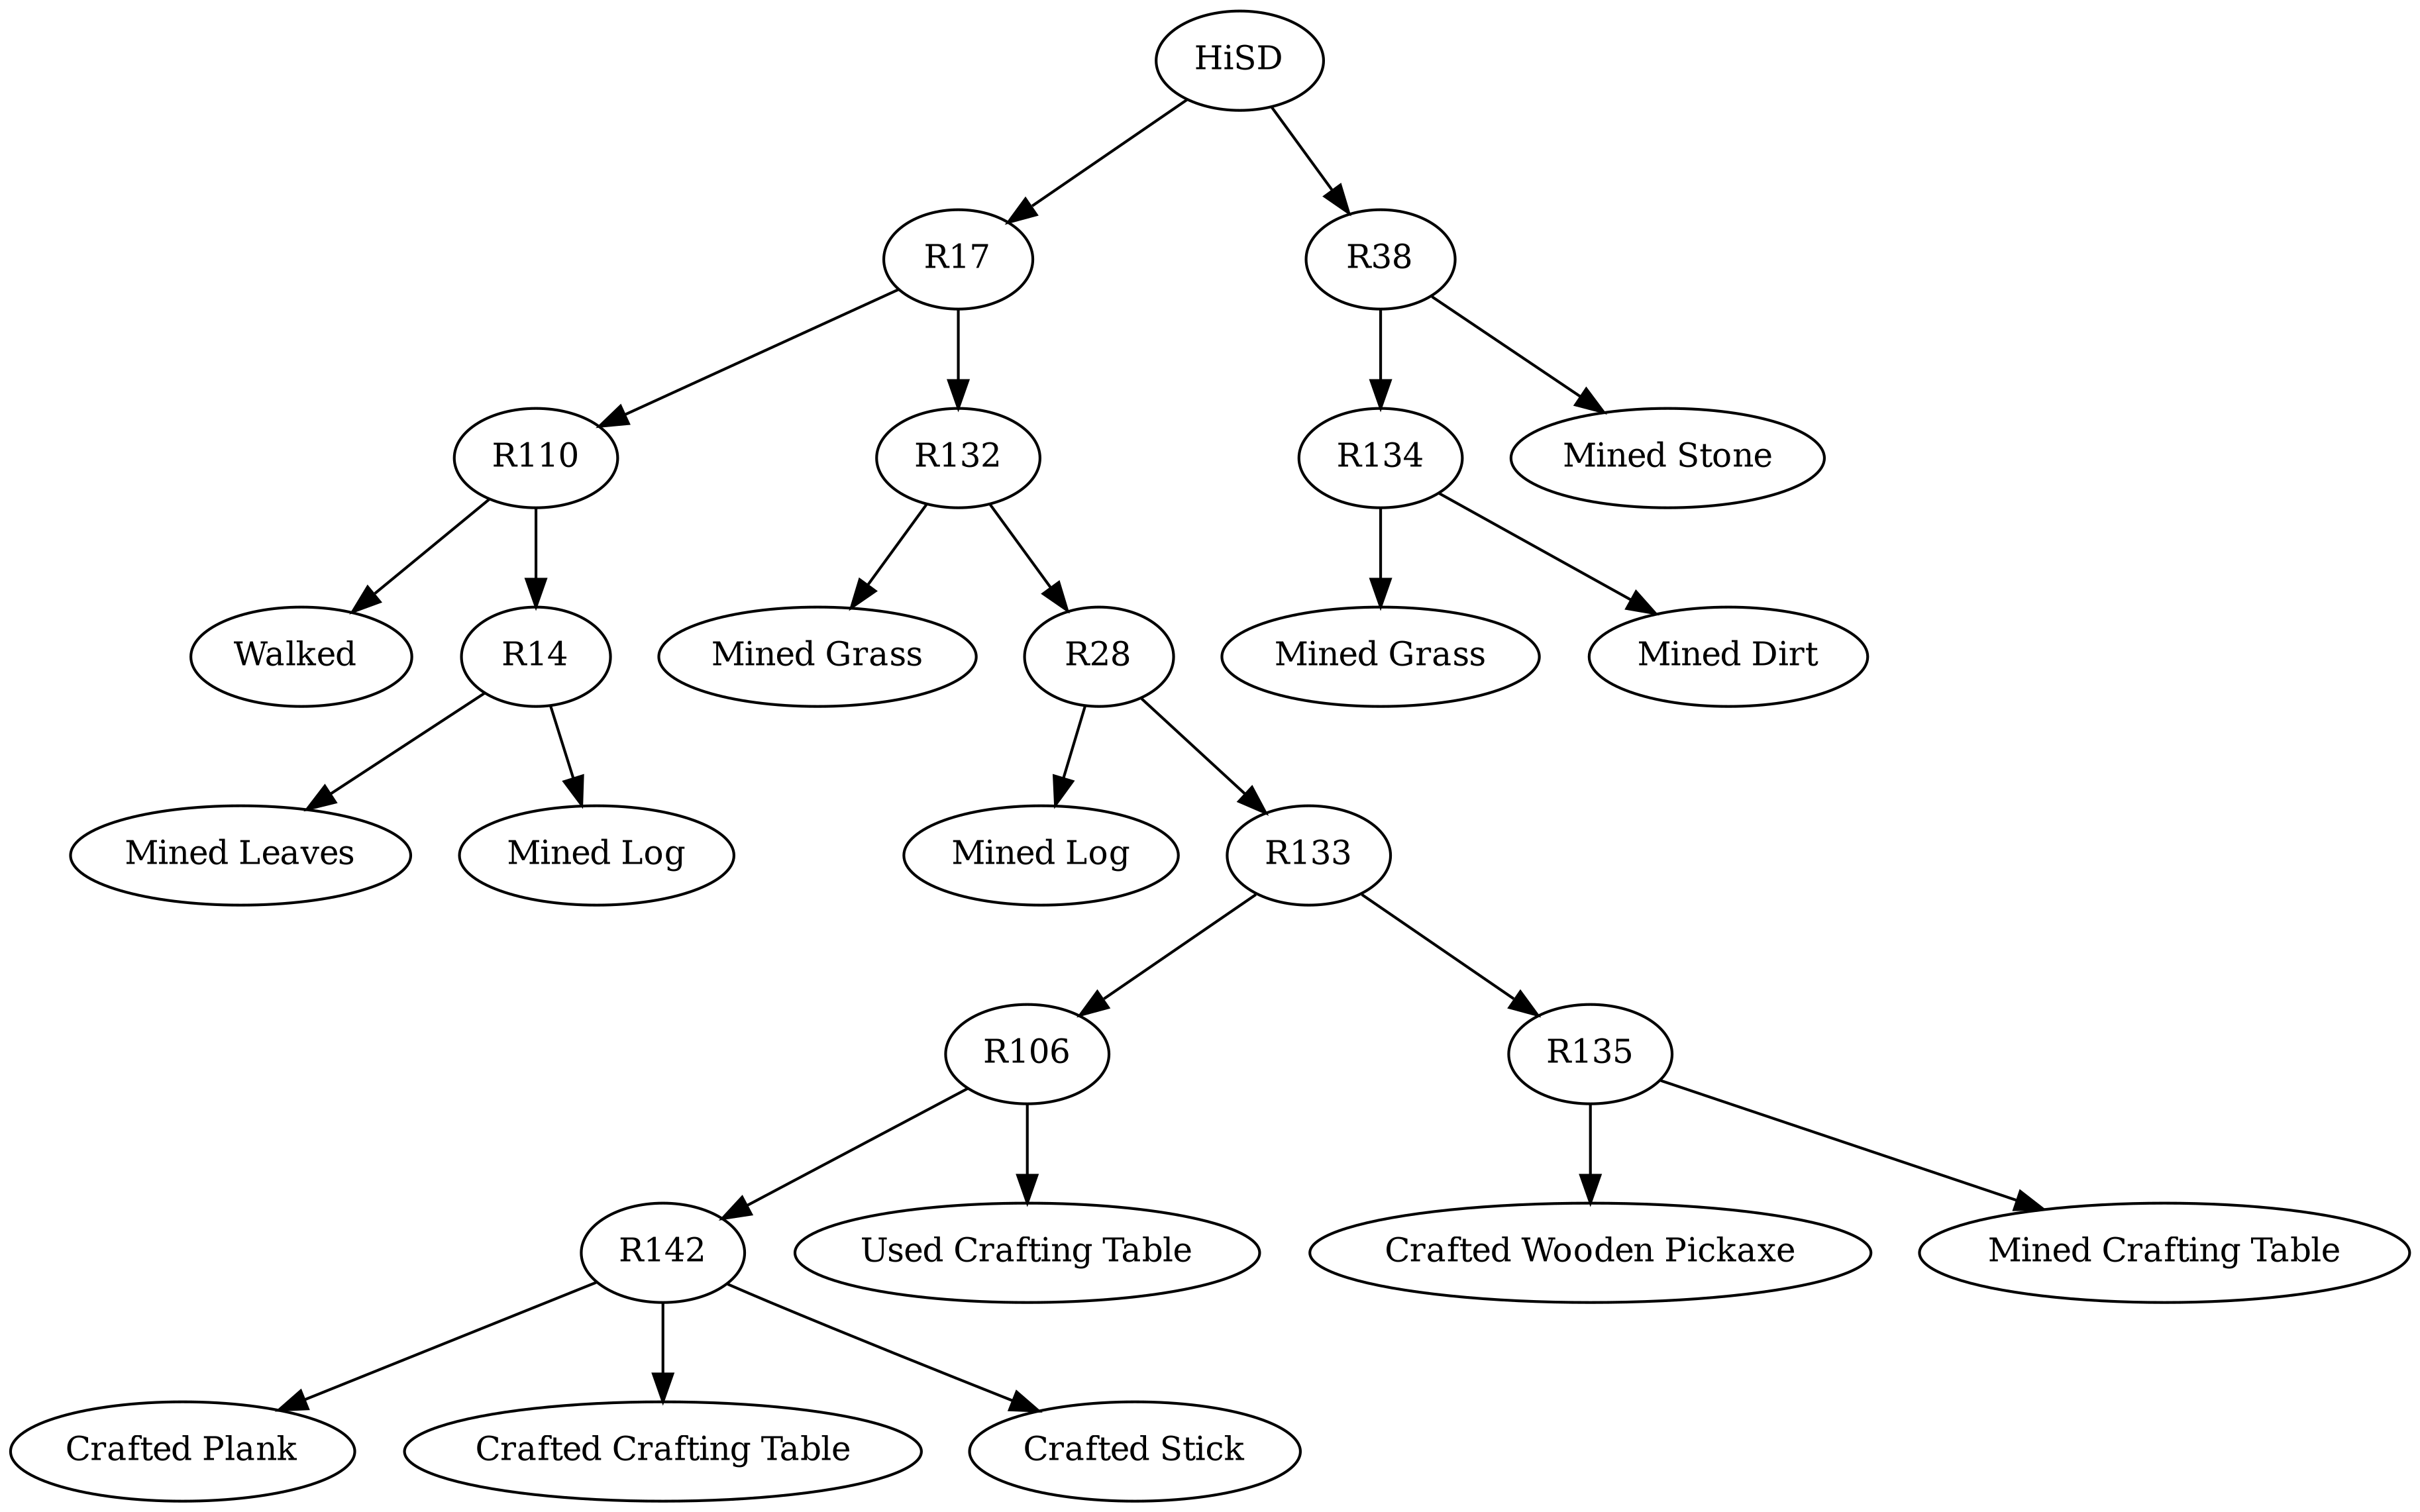 HiSD
R17
R38
R110
R132
R134
Mined Stone
Walked
R14
Mined Grass
R28
Mined Grass
Mined Dirt
Mined Leaves
Mined Log
Mined Log
R133
R106
R135
R142
Used Crafting Table
Crafted Wooden Pickaxe
Mined Crafting Table
Crafted Plank
Crafted Crafting Table
Crafted Stick